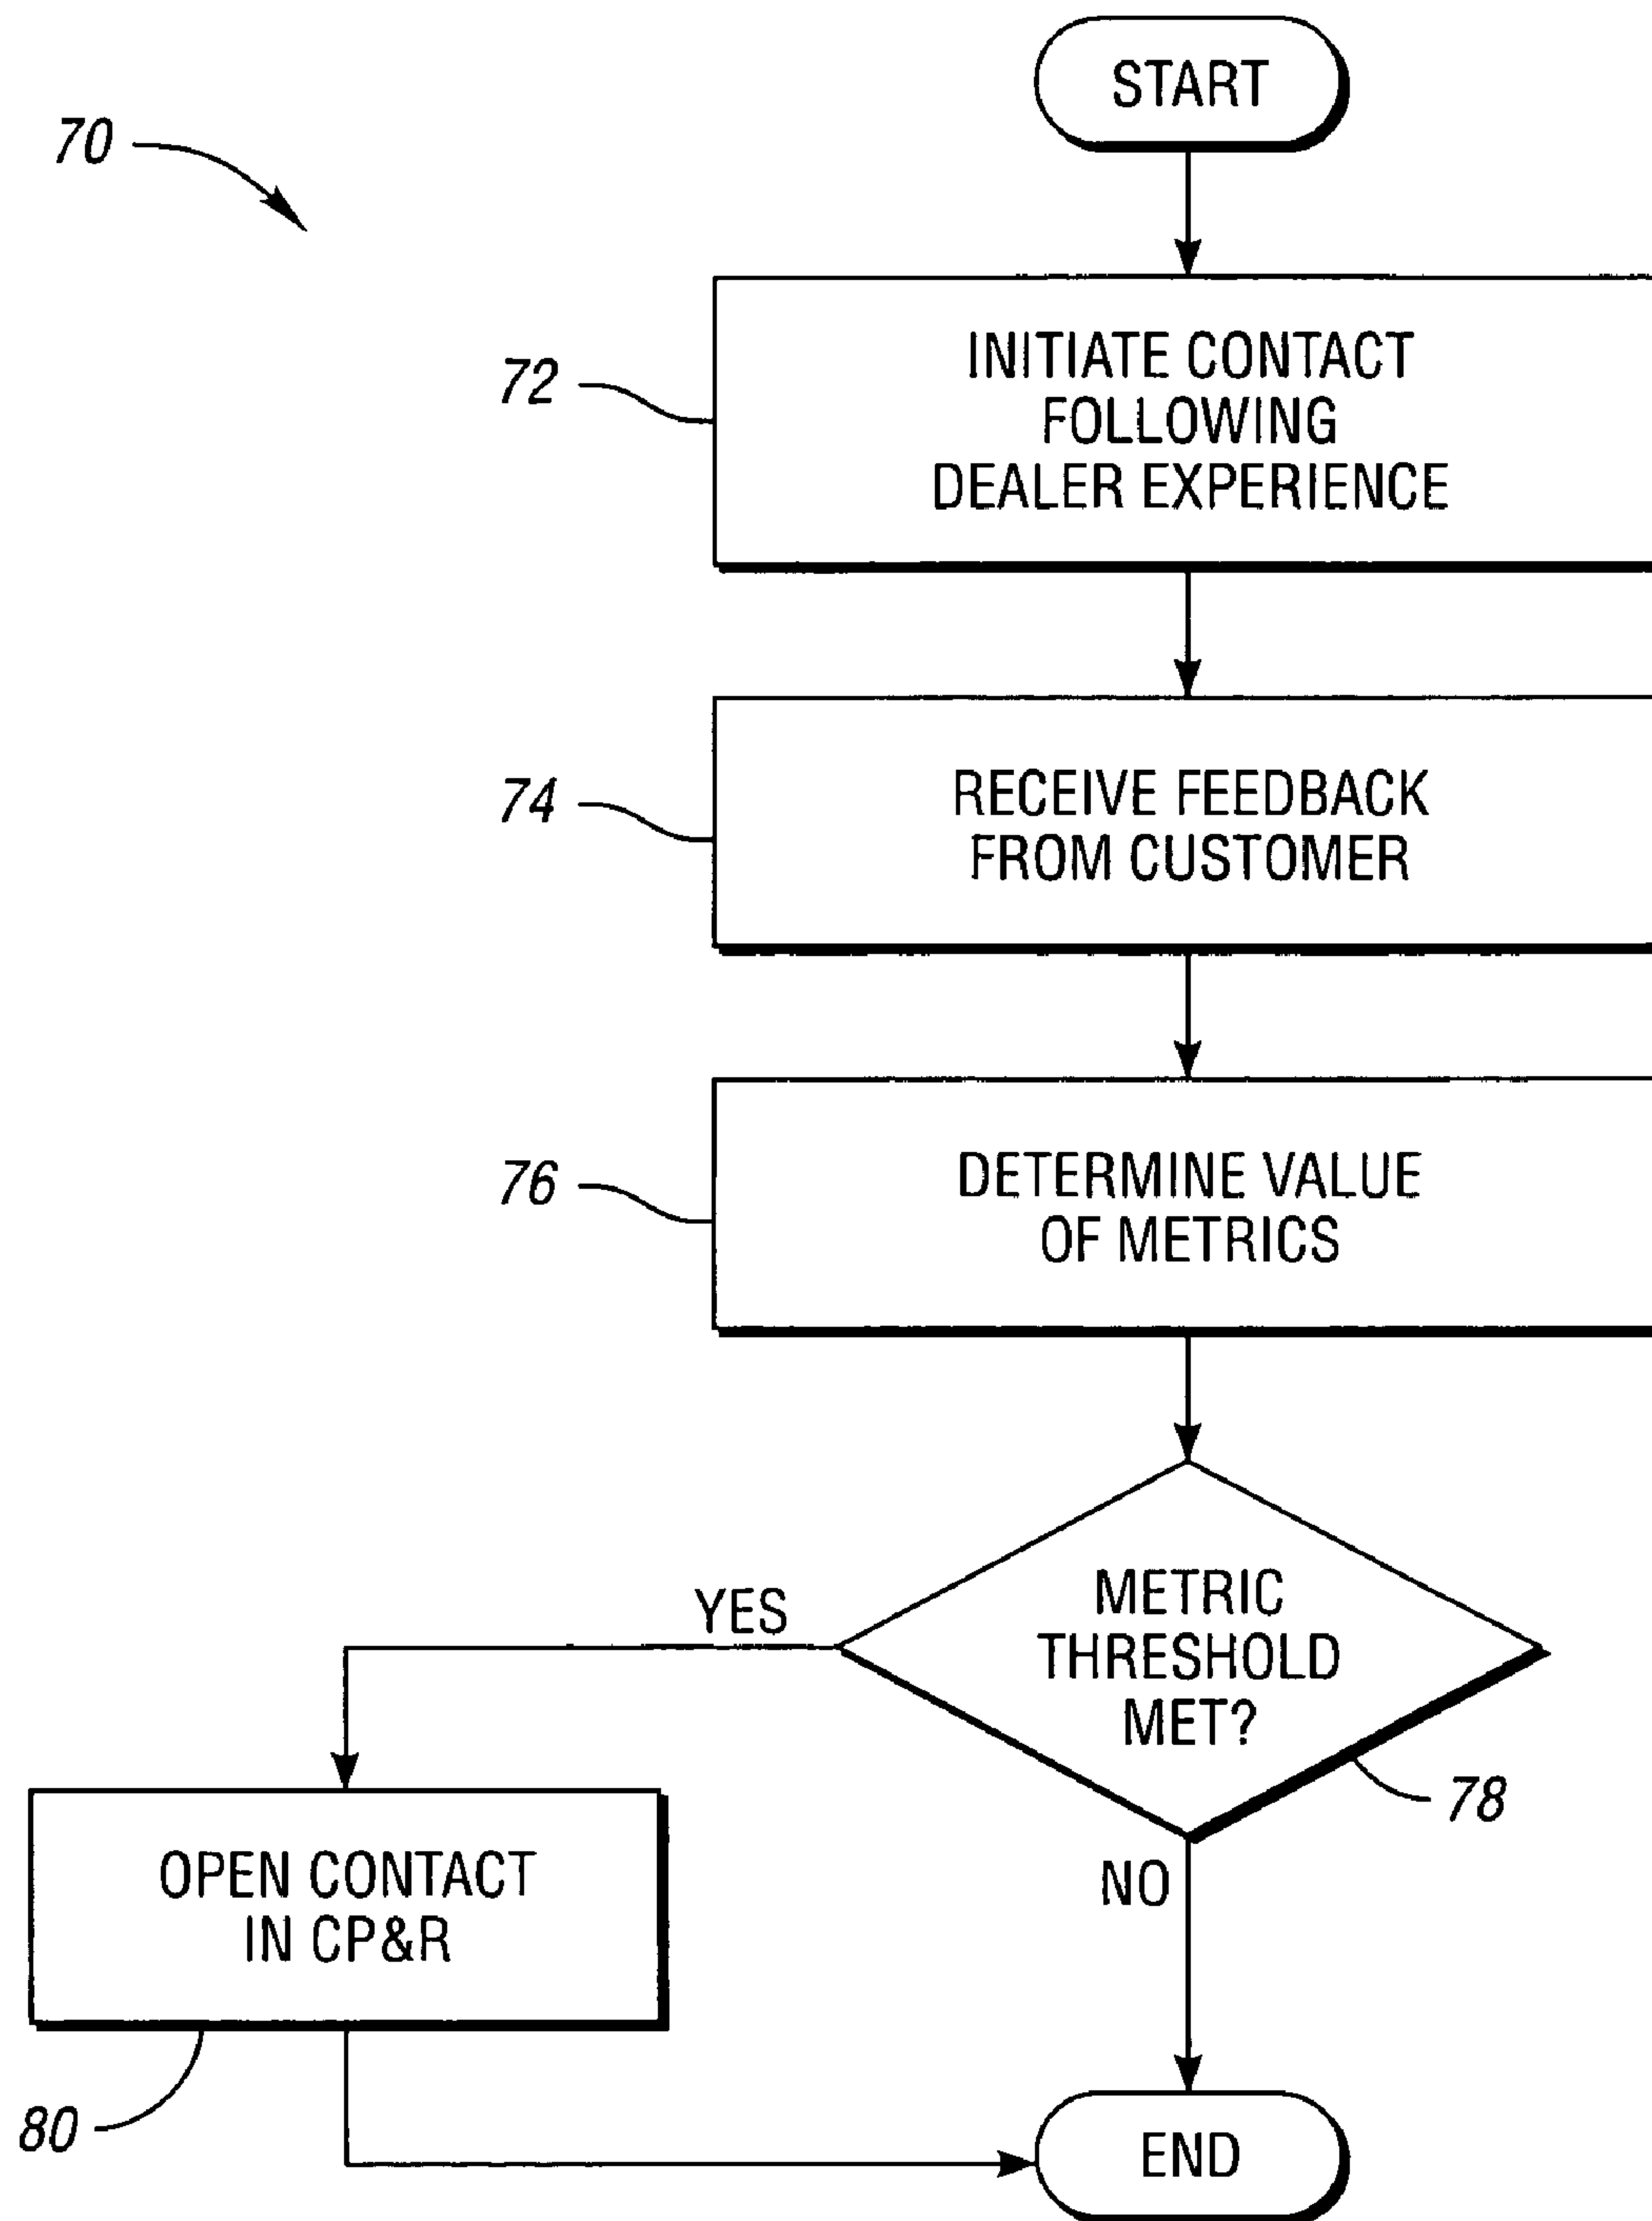 START
70
INITIATE CONTACT
FOLLOWING
DEALER EXPERIENCE
72
RECEIVE FEEDBACK
FROM CUSTOMER
74
DETERMINE VALUE
OF METRICS
76
METRIC
THRESHOLD
MET?
YES
78
NO
OPEN CONTACT
IN CP&R
80
END